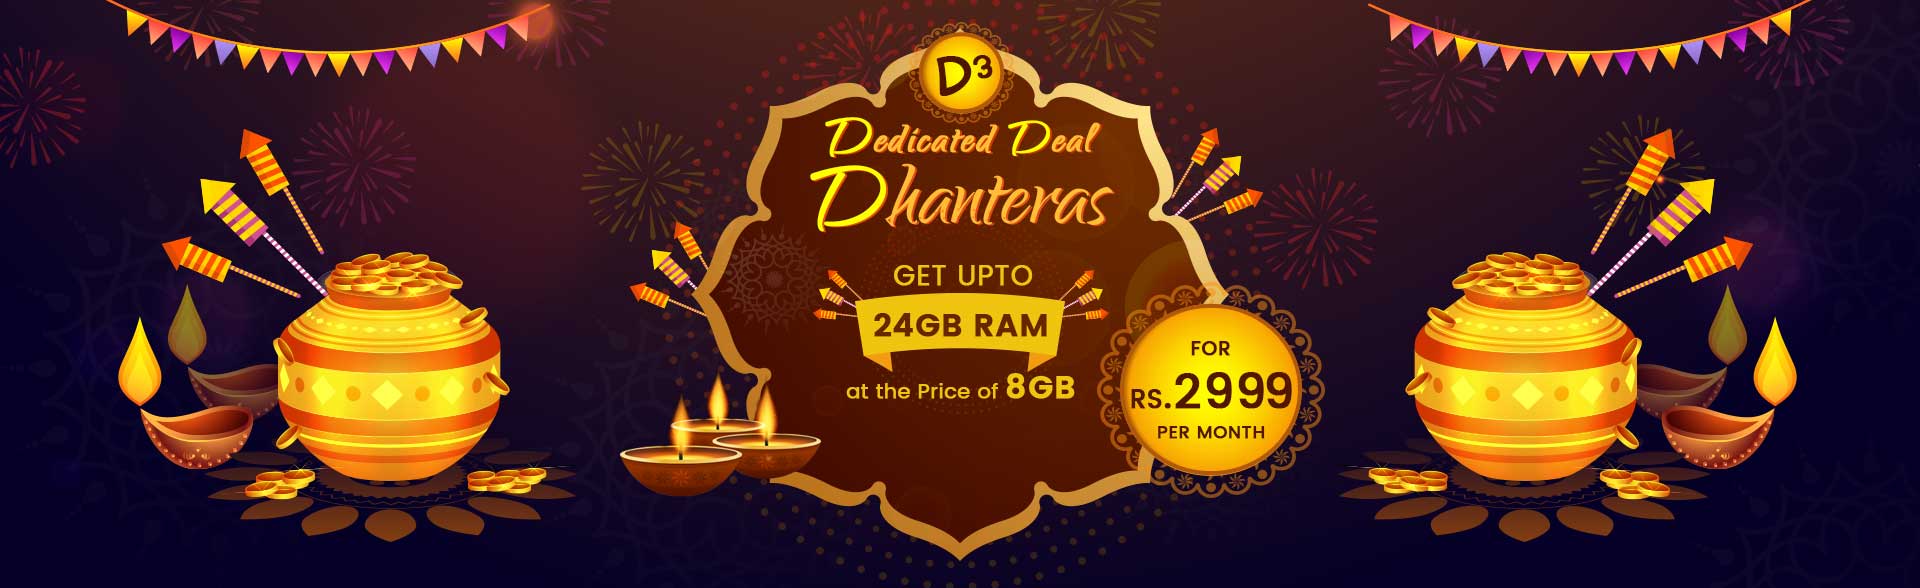 D³
Dedicated Deal
Dhanteras
GET UPTO
24GB RAM
at the Price of 8GB
FOR
RS.2999
PER MONTH